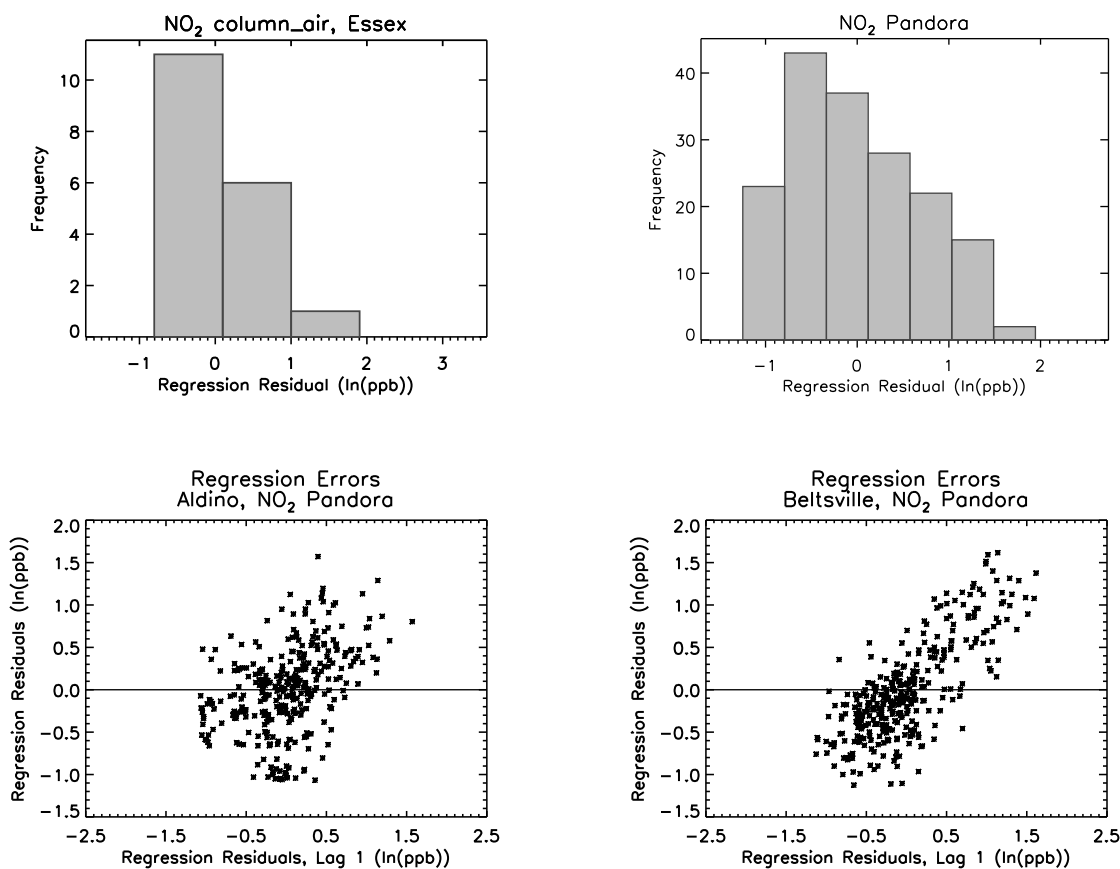 NO2 column_air, Essex
Frequency
10
8
6
4
2
0
−1 0 1 2 3
Regression Residual (ln(ppb))
NO2 Pandora
Frequency
40
30
20
10
0
−1 0 1 2
Regression Residual (ln(ppb))
Regression Errors
Aldino, NO2 Pandora
Regression Residuals (ln(ppb))
2.0
1.5
1.0
0.5
0.0
−0.5
−1.0
−1.5
−2.5 −1.5 −0.5 0.5 1.5 2.5
Regression Residuals, Lag 1 (ln(ppb))
Regression Errors
Beltsville, NO2 Pandora
Regression Residuals (ln(ppb))
2.0
1.5
1.0
0.5
0.0
−0.5
−1.0
−1.5
−2.5 −1.5 −0.5 0.5 1.5 2.5
Regression Residuals, Lag 1 (ln(ppb))